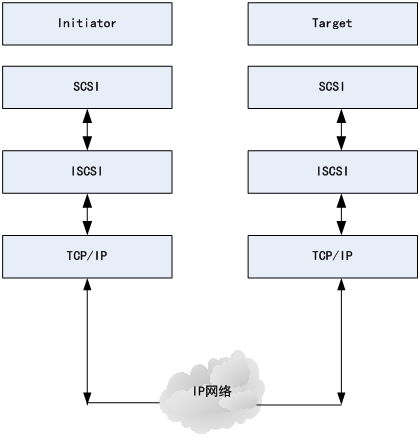 Initiator
Target
SCSI
SCSI
ISCSI
ISCSI
TCP/IP
TCP/IP
IP网络